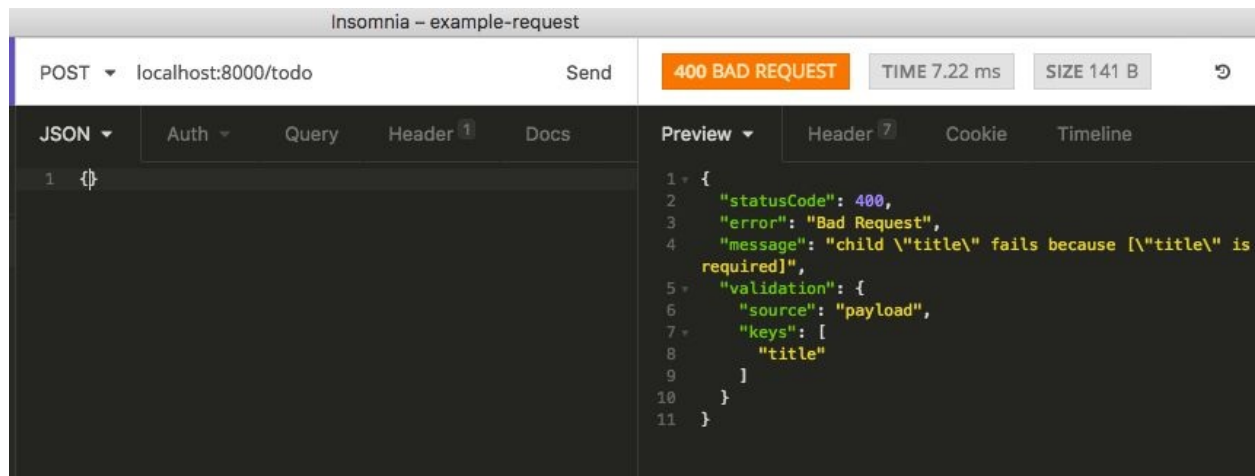 Insomnia – example-request
POST localhost:8000/todo Send
400 BAD REQUEST TIME 7.22 ms SIZE 141 B
JSON Auth Query Header 1 Docs
Preview Header 7 Cookie Timeline
1 {}
1 {
2 "statusCode": 400,
3 "error": "Bad Request",
4 "message": "child \"title\" fails because [\"title\" is
required]",
5 "validation": {
6 "source": "payload",
7 "keys": [
8 "title"
9 ]
10 }
11 }